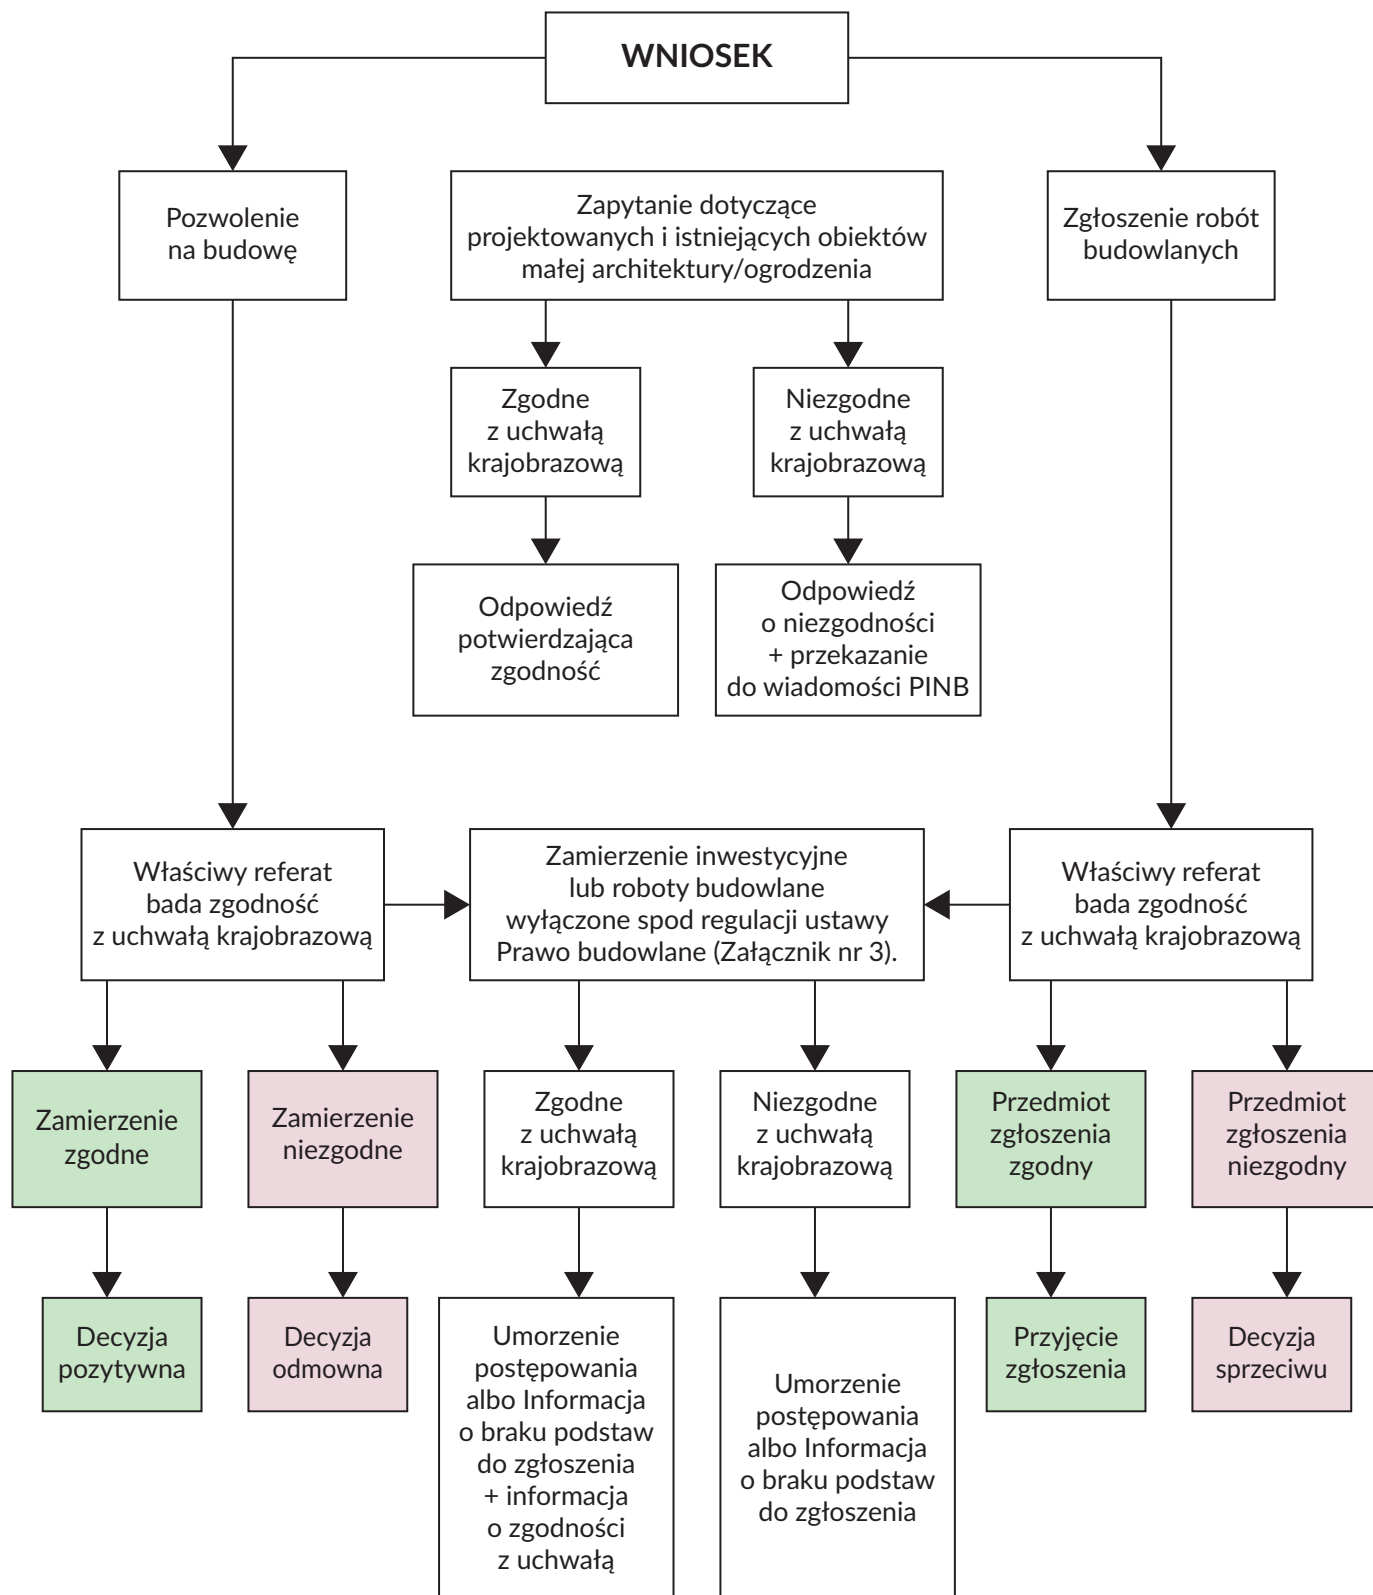 WNIOSEK
Pozwolenie
na budowę
Zapytanie dotyczące
projektowanych i istniejących obiektów
małej architektury/ogrodzenia
Zgłoszenie robót
budowlanych
Zgodne
z uchwałą
krajobrazową
Niezgodne
z uchwałą
krajobrazową
Odpowiedź
potwierdzająca
zgodność
Odpowiedź
o niezgodności
+ przekazanie
do wiadomości PINB
Właściwy referat
bada zgodność
z uchwałą krajobrazową
Zamierzenie inwestycyjne
lub roboty budowlane
wyłączone spod regulacji ustawy
Prawo budowlane (Załącznik nr 3).
Właściwy referat
bada zgodność
z uchwałą krajobrazową
Zamierzenie
zgodne
Zamierzenie
niezgodne
Zgodne
z uchwałą
krajobrazową
Niezgodne
z uchwałą
krajobrazową
Przedmiot
zgłoszenia
zgodny
Przedmiot
zgłoszenia
niezgodny
Decyzja
pozytywna
Decyzja
odmowna
Umorzenie
postępowania
albo Informacja
o braku podstaw
do zgłoszenia
+ informacja
o zgodności
z uchwałą
Umorzenie
postępowania
albo Informacja
o braku podstaw
do zgłoszenia
Przyjęcie
zgłoszenia
Decyzja
sprzeciwu